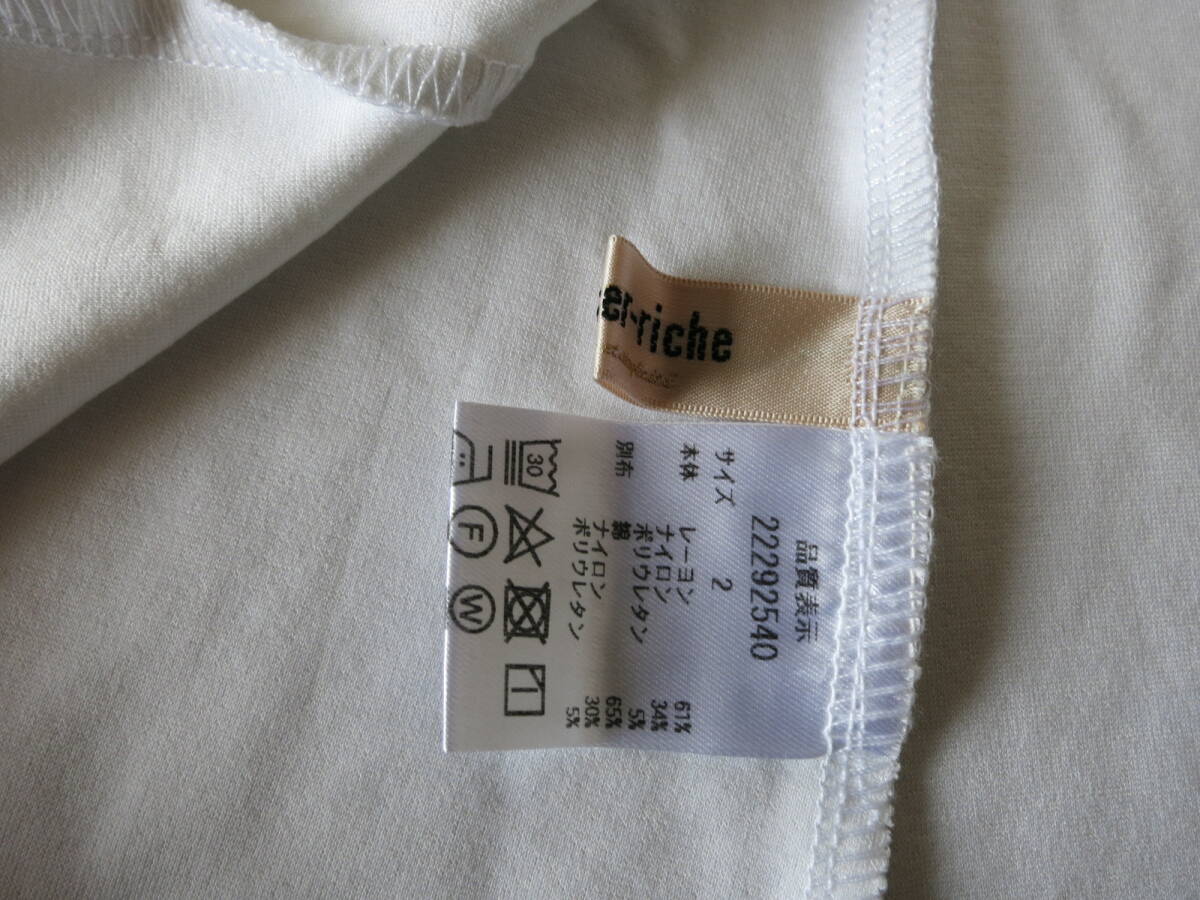 er-riche
品質表示
22292540
サイズ 2
本体 レーヨン 61%
ナイロン 34%
ポリウレタン 5%
別布 綿 65%
ナイロン 30%
ポリウレタン 5%
30
F W